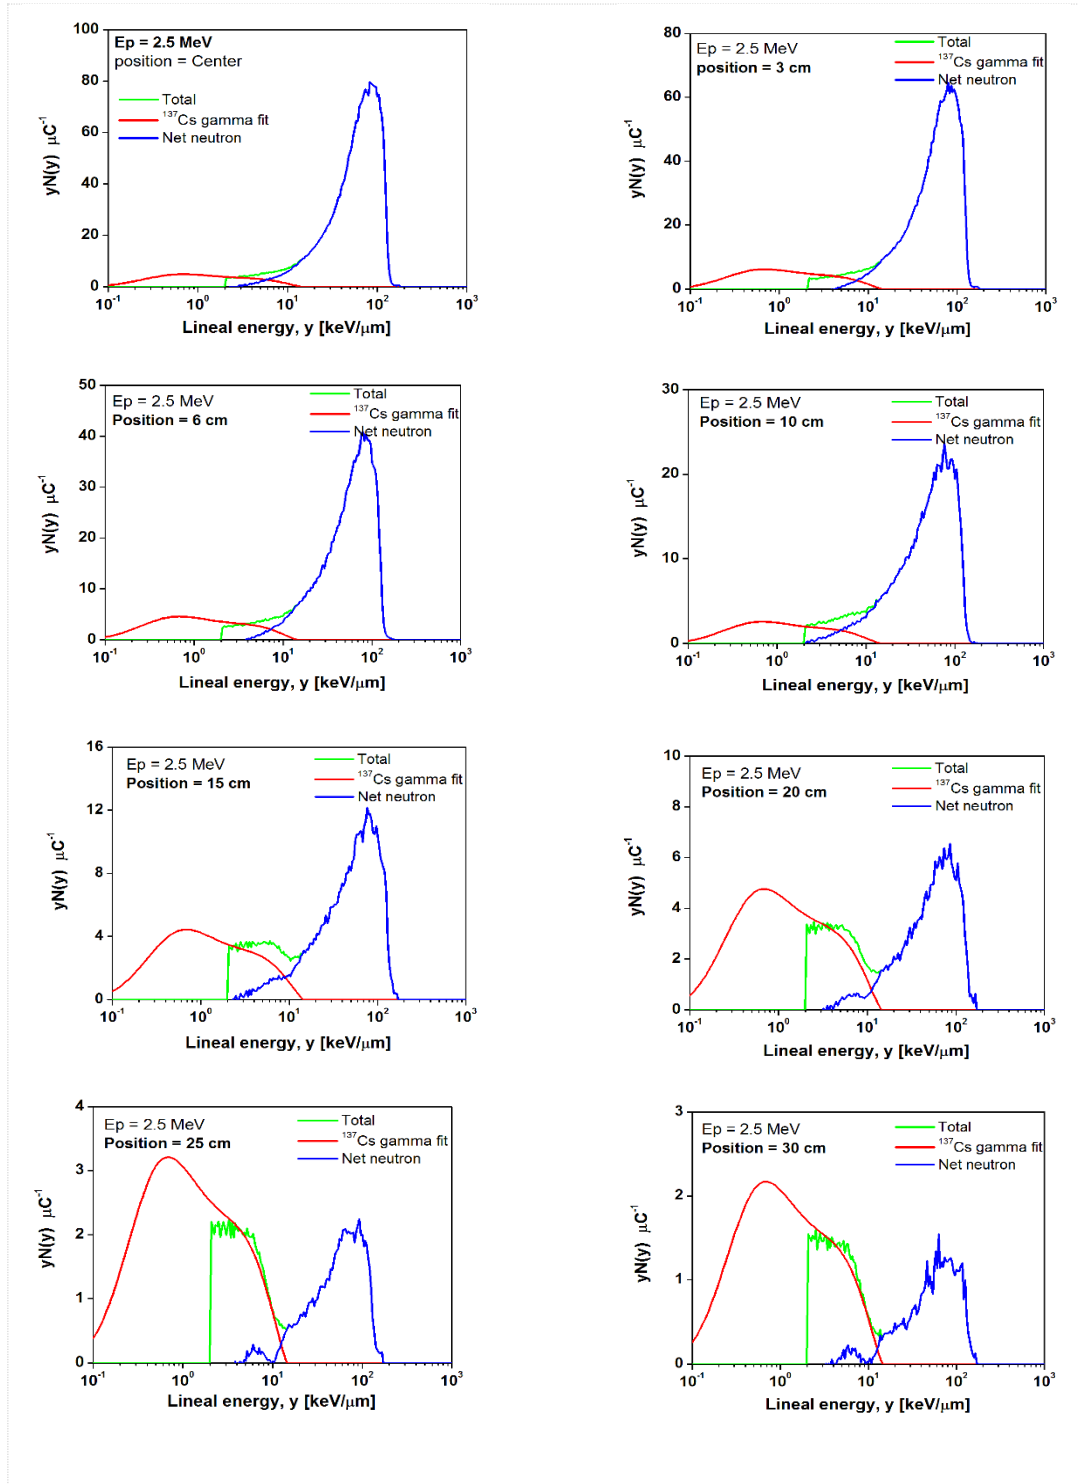 Ep = 2.5 MeV
position = Center
Total
¹³⁷Cs gamma fit
Net neutron
yN(y) μC⁻¹
100
80
60
40
20
0
10⁻¹ 10⁰ 10¹ 10² 10³
Lineal energy, y [keV/μm]
Ep = 2.5 MeV
position = 3 cm
Total
¹³⁷Cs gamma fit
Net neutron
yN(y) μC⁻¹
80
60
40
20
0
10⁻¹ 10⁰ 10¹ 10² 10³
Lineal energy, y [keV/μm]
Ep = 2.5 MeV
Position = 6 cm
Total
¹³⁷Cs gamma fit
Net neutron
yN(y) μC⁻¹
50
40
30
20
10
0
10⁻¹ 10⁰ 10¹ 10² 10³
Lineal energy, y [keV/μm]
Ep = 2.5 MeV
Position = 10 cm
Total
¹³⁷Cs gamma fit
Net neutron
yN(y) μC⁻¹
30
20
10
0
10⁻¹ 10⁰ 10¹ 10² 10³
Lineal energy, y [keV/μm]
Ep = 2.5 MeV
Position = 15 cm
Total
¹³⁷Cs gamma fit
Net neutron
yN(y) μC⁻¹
16
12
8
4
0
10⁻¹ 10⁰ 10¹ 10² 10³
Lineal energy, y [keV/μm]
Ep = 2.5 MeV
Position = 20 cm
Total
¹³⁷Cs gamma fit
Net neutron
yN(y) μC⁻¹
10
8
6
4
2
0
10⁻¹ 10⁰ 10¹ 10² 10³
Lineal energy, y [keV/μm]
Ep = 2.5 MeV
Position = 25 cm
Total
¹³⁷Cs gamma fit
Net neutron
yN(y) μC⁻¹
4
3
2
1
0
10⁻¹ 10⁰ 10¹ 10² 10³
Lineal energy, y [keV/μm]
Ep = 2.5 MeV
Position = 30 cm
Total
¹³⁷Cs gamma fit
Net neutron
yN(y) μC⁻¹
3
2
1
0
10⁻¹ 10⁰ 10¹ 10² 10³
Lineal energy, y [keV/μm]